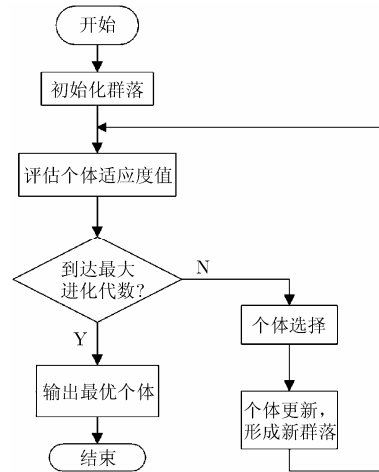 开始
初始化群落
评估个体适应度值
到达最大
进化代数?
N
Y
个体选择
输出最优个体
个体更新，
形成新群落
结束